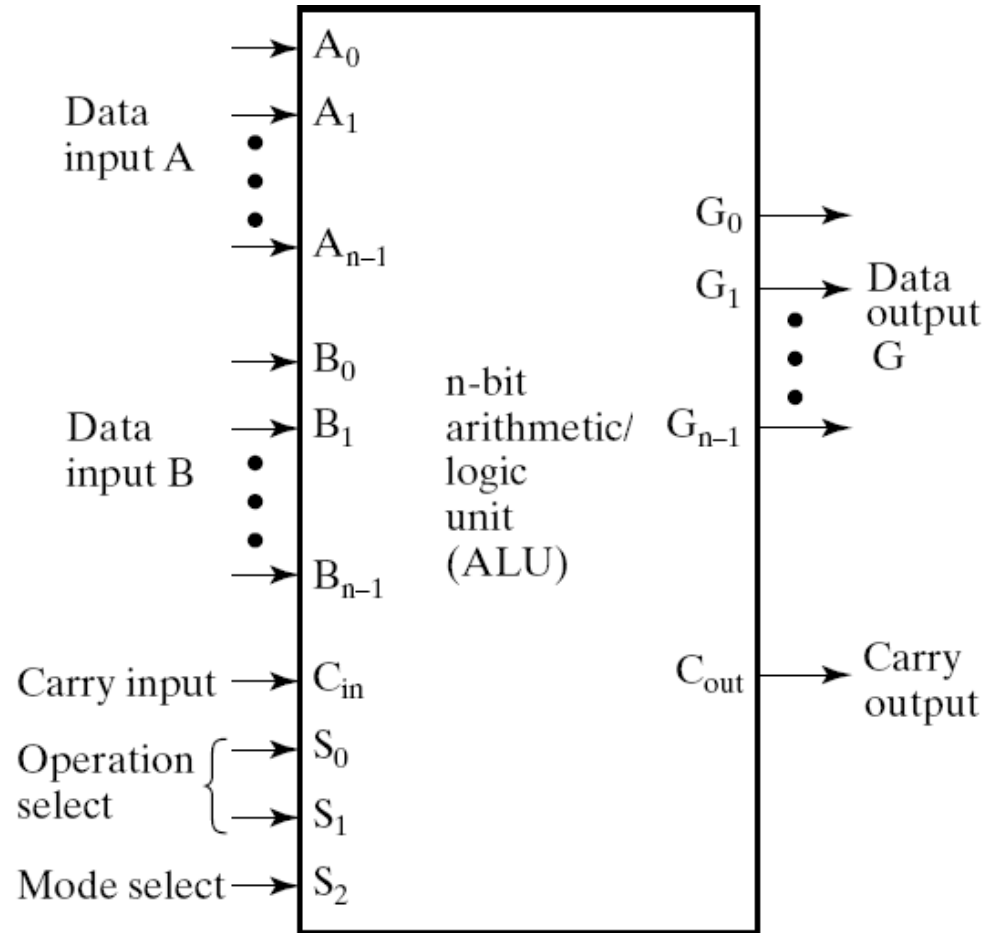 Data
input A
A₀
A₁
Aₙ₋₁
Data
input B
B₀
B₁
Bₙ₋₁
Carry input
Cᵢₙ
Operation
select
S₀
S₁
Mode select
S₂
n-bit
arithmetic/
logic
unit
(ALU)
G₀
G₁
Gₙ₋₁
Data
output
G
Cₒᵤₜ
Carry
output